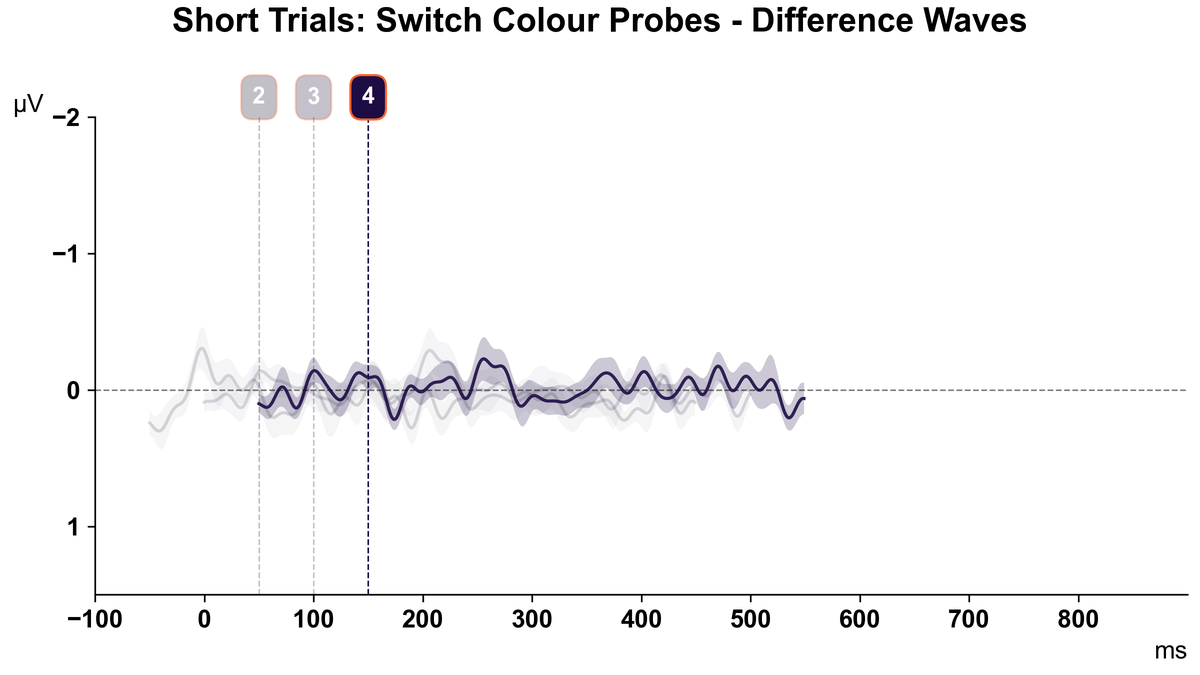 Short Trials: Switch Colour Probes - Difference Waves
2 3 4
µV
−2
−1
0
1
−100 0 100 200 300 400 500 600 700 800
ms